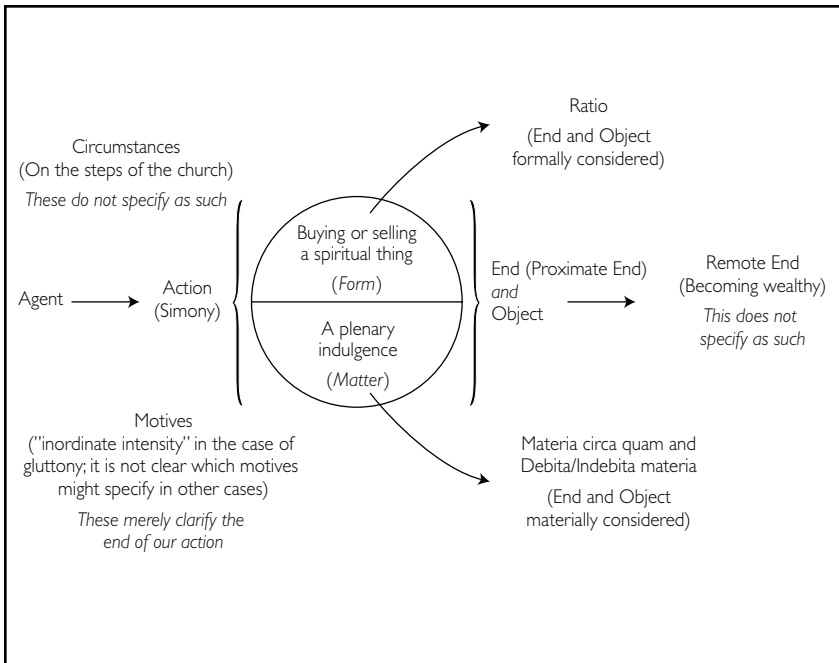 Circumstances
(On the steps of the church)
These do not specify as such
Agent
Action
(Simony)
Motives
("inordinate intensity" in the case of
gluttony; it is not clear which motives
might specify in other cases)
These merely clarify the
end of our action
Buying or selling
a spiritual thing
(Form)
A plenary
indulgence
(Matter)
Ratio
(End and Object
formally considered)
End (Proximate End)
and
Object
Materia circa quam and
Debita/Indebita materia
(End and Object
materially considered)
Remote End
(Becoming wealthy)
This does not
specify as such